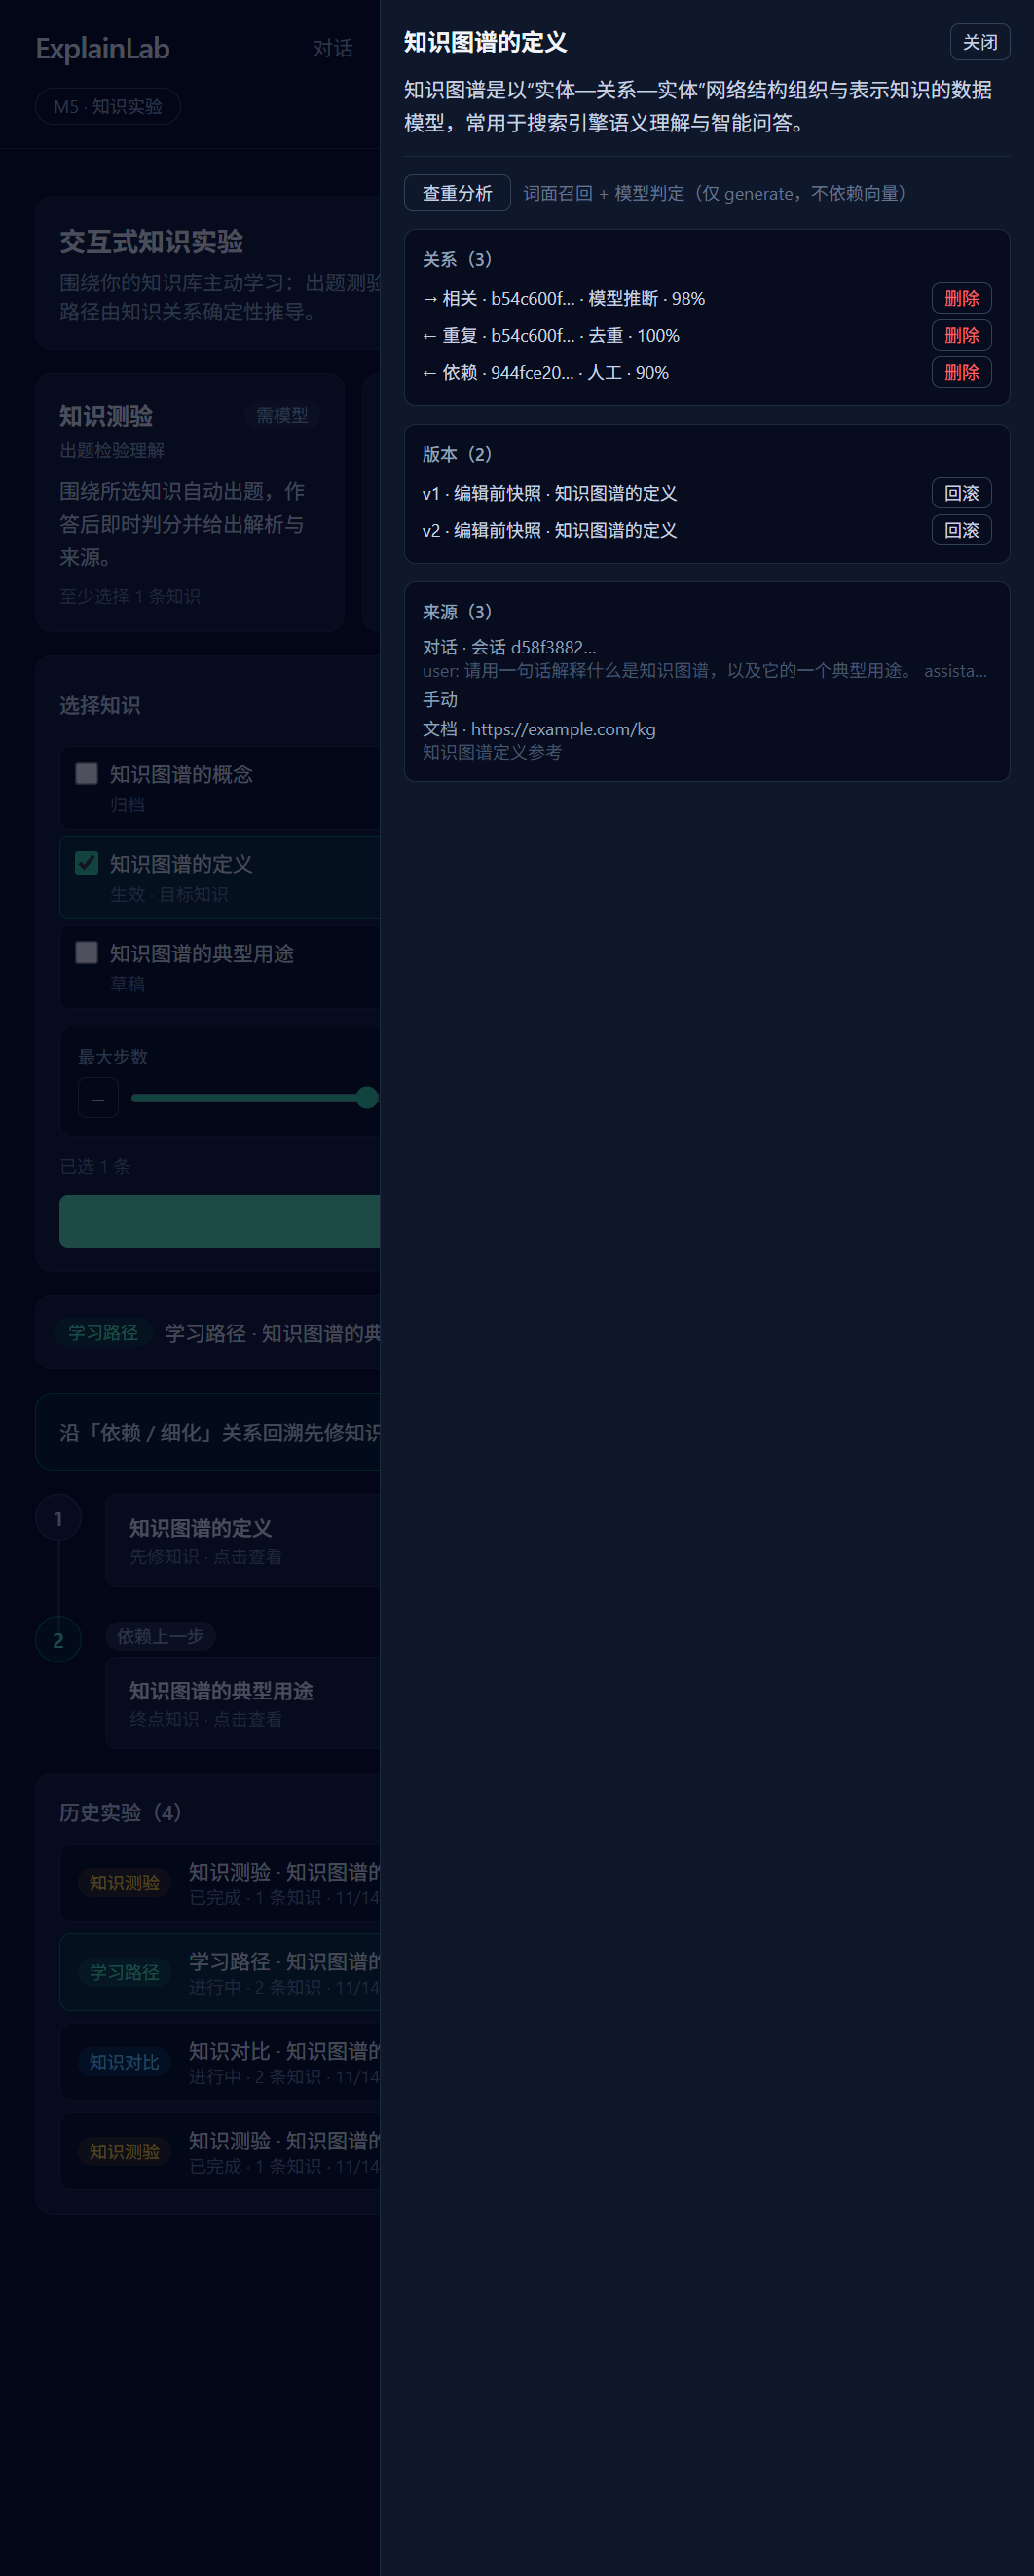 ExplainLab
对话
M5 · 知识实验
交互式知识实验
围绕你的知识库主动学习：出题测验
路径由知识关系确定性推导。
知识测验
需模型
出题检验理解
围绕所选知识自动出题，作
答后即时判分并给出解析与
来源。
至少选择 1 条知识
选择知识
知识图谱的概念
归档
知识图谱的定义
生效 · 目标知识
知识图谱的典型用途
草稿
最大步数
–
已选 1 条
学习路径
学习路径 · 知识图谱的典
沿「依赖 / 细化」关系回溯先修知识
1
知识图谱的定义
先修知识 · 点击查看
2
依赖上一步
知识图谱的典型用途
终点知识 · 点击查看
历史实验（4）
知识测验
知识测验 · 知识图谱的
已完成 · 1 条知识 · 11/14
学习路径
学习路径 · 知识图谱的
进行中 · 2 条知识 · 11/14
知识对比
知识对比 · 知识图谱的
进行中 · 2 条知识 · 11/14
知识测验
知识测验 · 知识图谱的
已完成 · 1 条知识 · 11/14
知识图谱的定义
关闭
知识图谱是以“实体—关系—实体”网络结构组织与表示知识的数据
模型，常用于搜索引擎语义理解与智能问答。
查重分析
词面召回 + 模型判定（仅 generate，不依赖向量）
关系（3）
→ 相关 · b54c600f... · 模型推断 · 98%
删除
← 重复 · b54c600f... · 去重 · 100%
删除
← 依赖 · 944fce20... · 人工 · 90%
删除
版本（2）
v1 · 编辑前快照 · 知识图谱的定义
回滚
v2 · 编辑前快照 · 知识图谱的定义
回滚
来源（3）
对话 · 会话 d58f3882...
user: 请用一句话解释什么是知识图谱，以及它的一个典型用途。 assista...
手动
文档 · https://example.com/kg
知识图谱定义参考